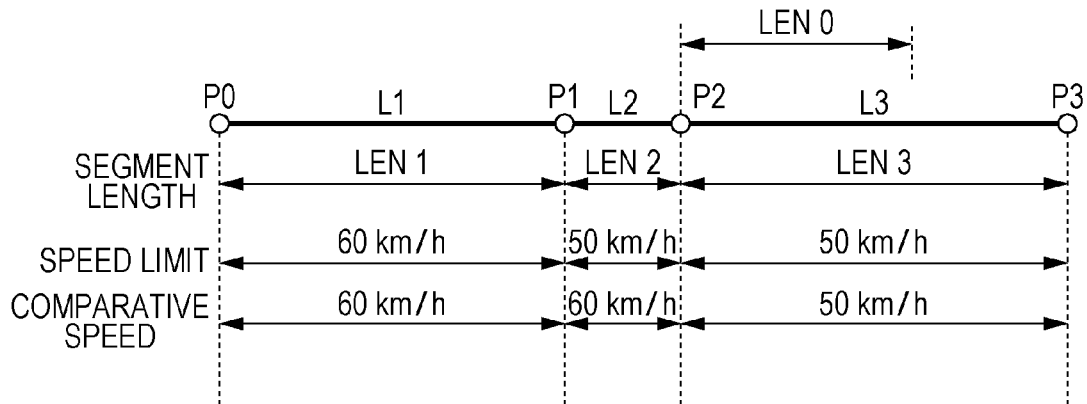 LEN 0
P0 L1 P1 L2 P2 L3 P3
SEGMENT LENGTH
LEN 1 LEN 2 LEN 3
SPEED LIMIT
60 km/h 50 km/h 50 km/h
COMPARATIVE SPEED
60 km/h 60 km/h 50 km/h